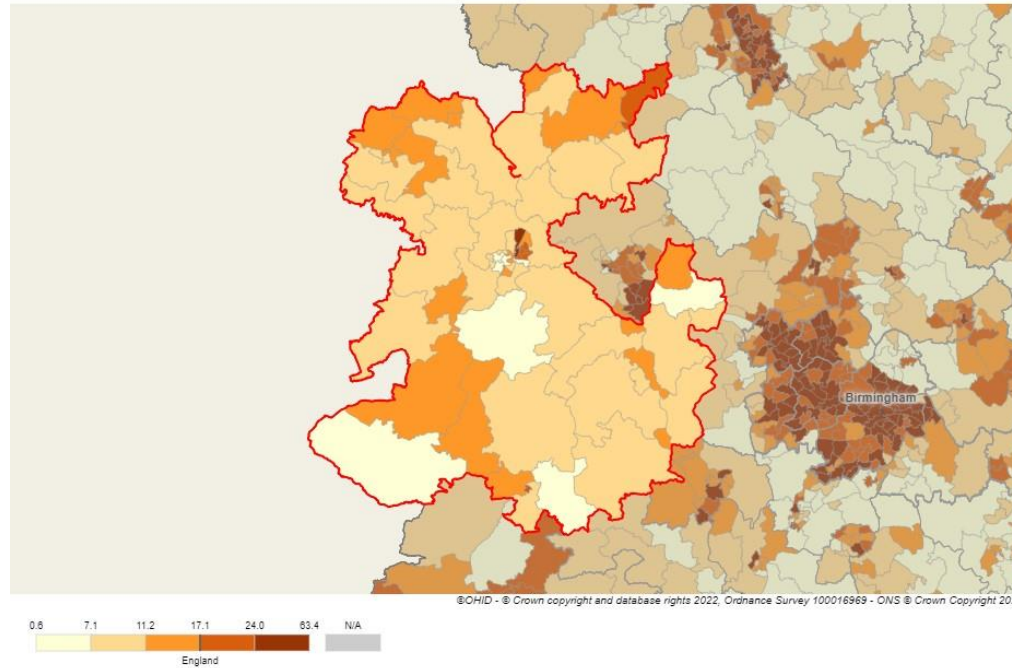 Birmingham
©OHID - © Crown copyright and database rights 2022, Ordnance Survey 100016969 - ONS © Crown Copyright 20
0.6 7.1 11.2 17.1 24.0 63.4 N/A
England